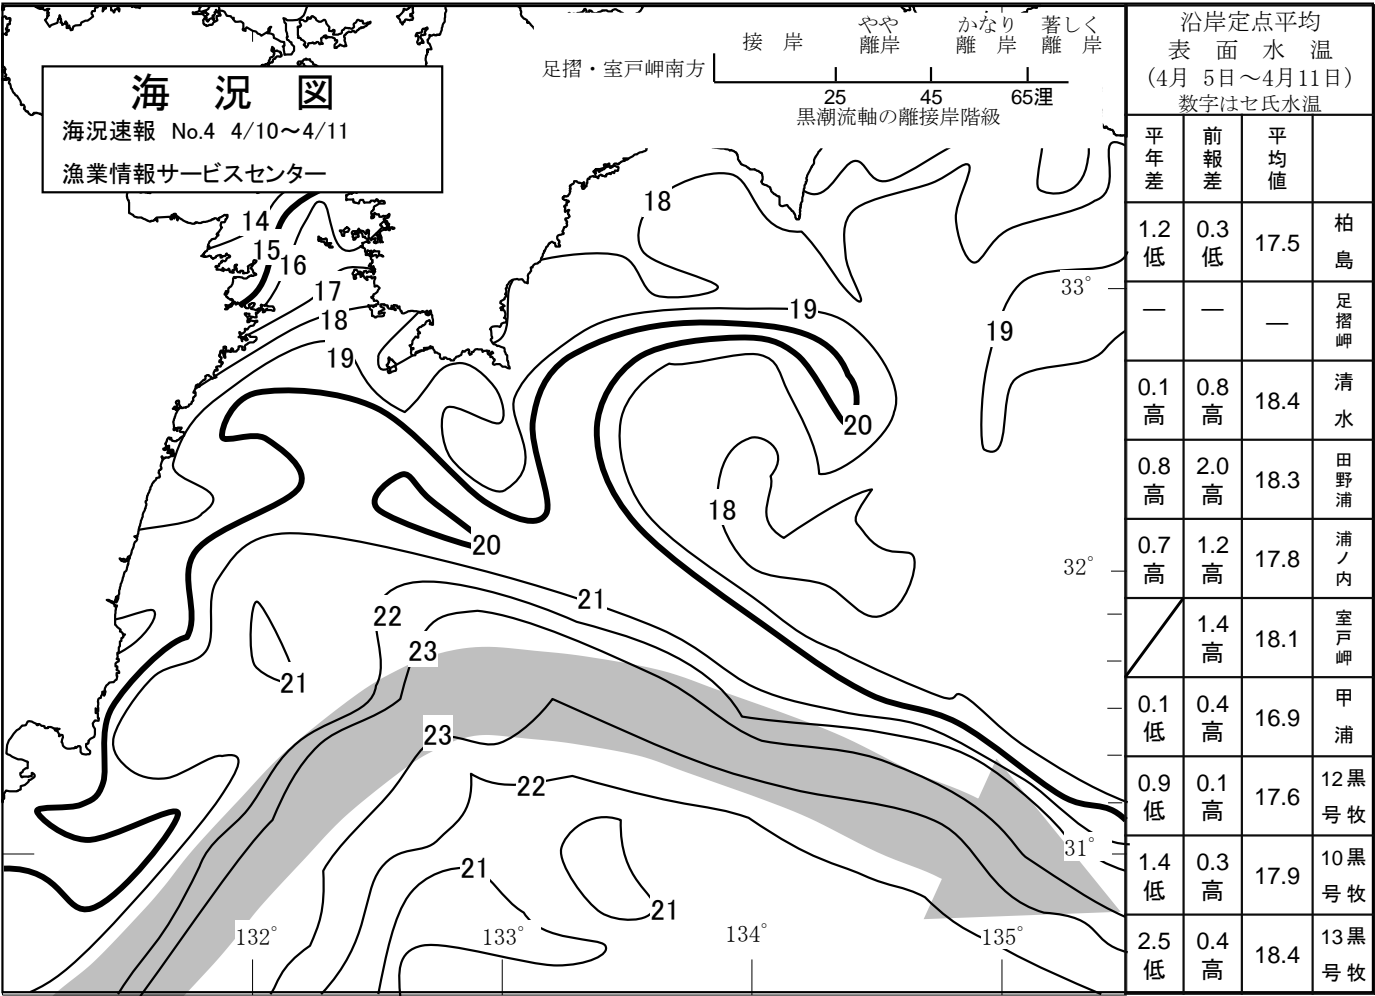 海 況 図
海況速報 No.4 4/10～4/11
漁業情報サービスセンター
接 岸
やや
離岸
かなり
離 岸
著しく
離 岸
足摺・室戸岬南方
25 45 65浬
黒潮流軸の離接岸階級
14
15
16
17
18
19
18
19
19
20
18
20
21
22
23
21
23
22
21
21
33°
32°
31°
132° 133° 134° 135°
沿岸定点平均
表 面 水 温
(4月 5日～4月11日)
数字はセ氏水温
平年差 前報差 平均値
1.2低 0.3低 17.5 柏島
― ― ― 足摺岬
0.1高 0.8高 18.4 清水
0.8高 2.0高 18.3 田野浦
0.7高 1.2高 17.8 浦ノ内
1.4高 18.1 室戸岬
0.1低 0.4高 16.9 甲浦
0.9低 0.1高 17.6 黒牧12号
1.4低 0.3高 17.9 黒牧10号
2.5低 0.4高 18.4 黒牧13号